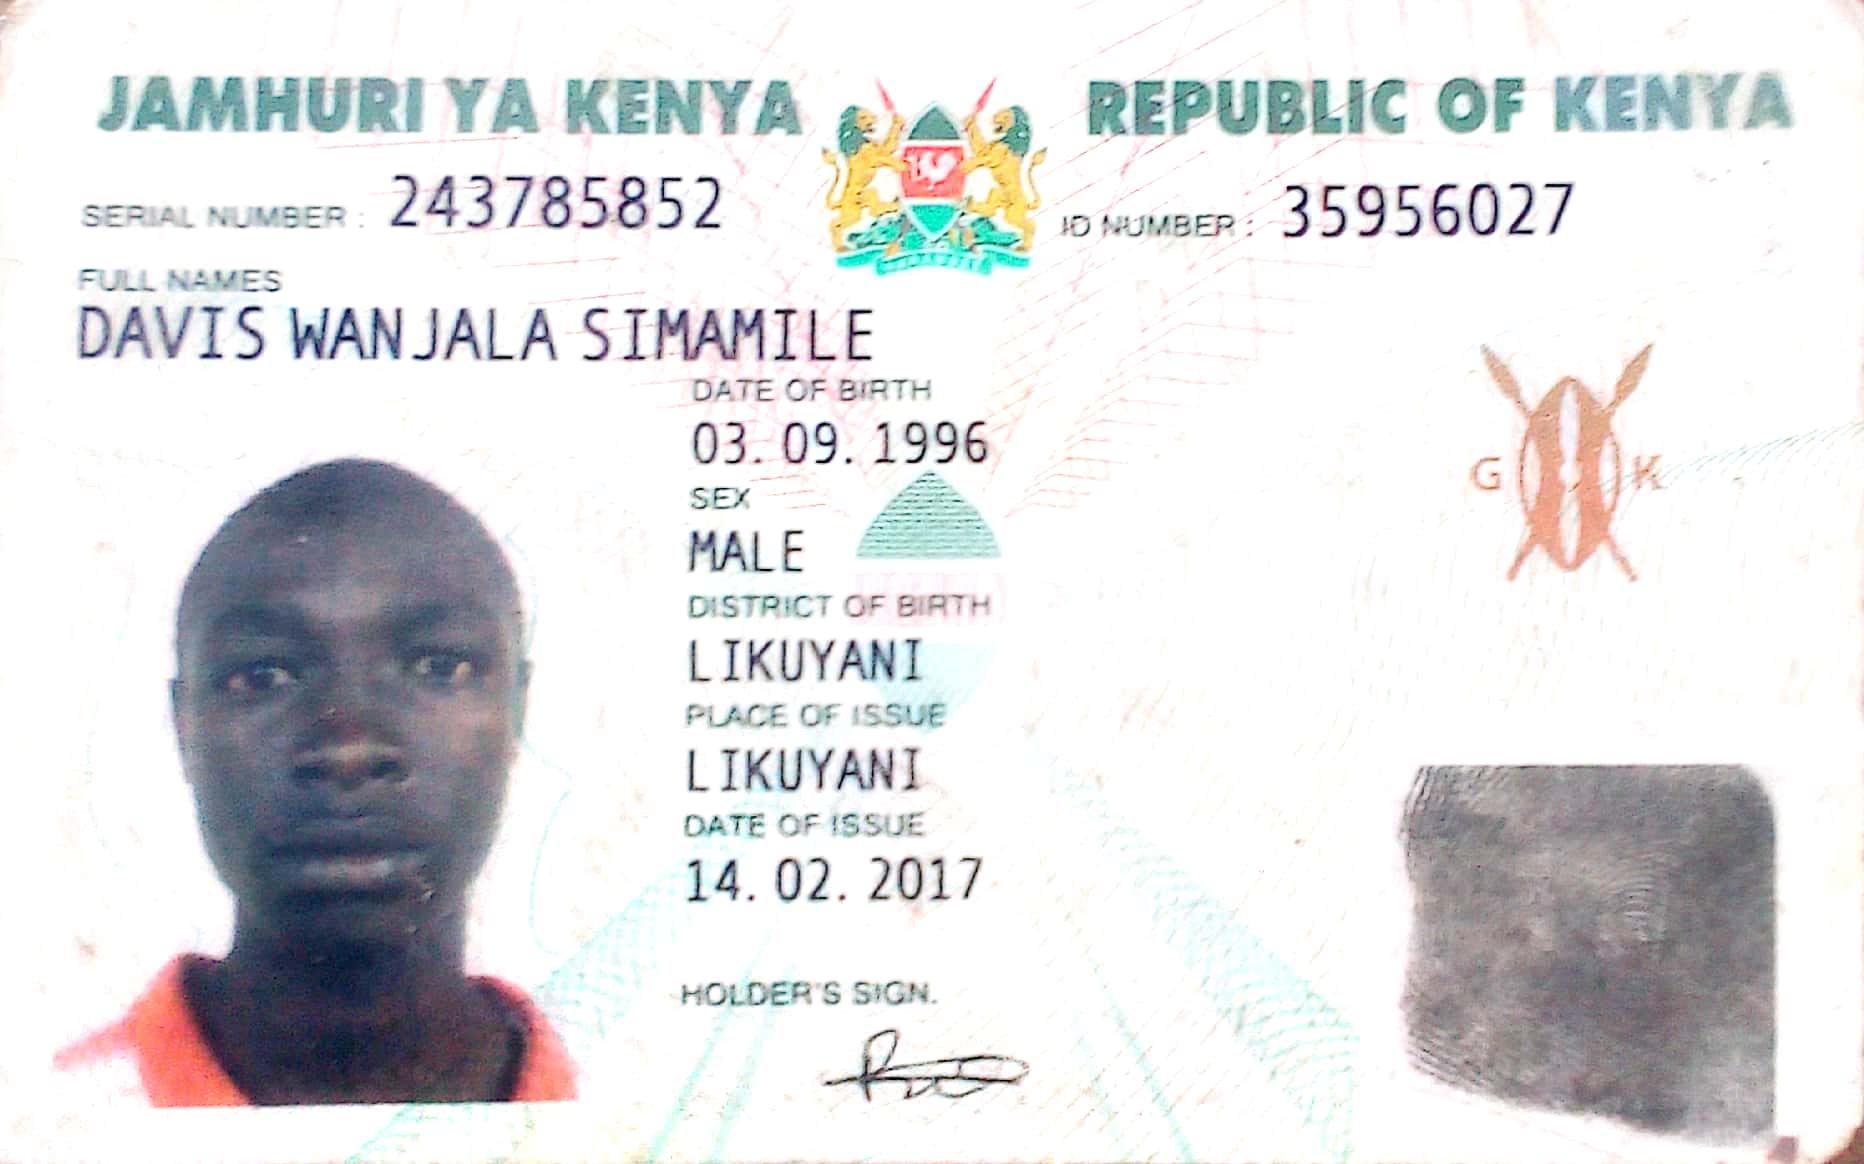 JAMHURI YA KENYA REPUBLIC OF KENYA
SERIAL NUMBER : 243785852 ID NUMBER : 35956027
FULL NAMES
DAVIS WANJALA SIMAMILE
DATE OF BIRTH
03. 09. 1996
SEX
MALE
G K
DISTRICT OF BIRTH
LIKUYANI
PLACE OF ISSUE
LIKUYANI
DATE OF ISSUE
14. 02. 2017
HOLDER'S SIGN.